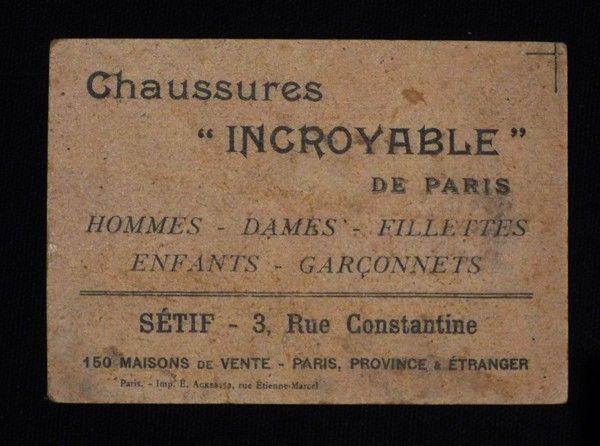 Chaussures
“ INCROYABLE ”
DE PARIS
HOMMES - DAMES - FILLETTES
ENFANTS - GARÇONNETS
SÉTIF - 3, Rue Constantine
150 MAISONS DE VENTE - PARIS, PROVINCE & ÉTRANGER
Paris. - Imp. E. rue Etienne-Marcel